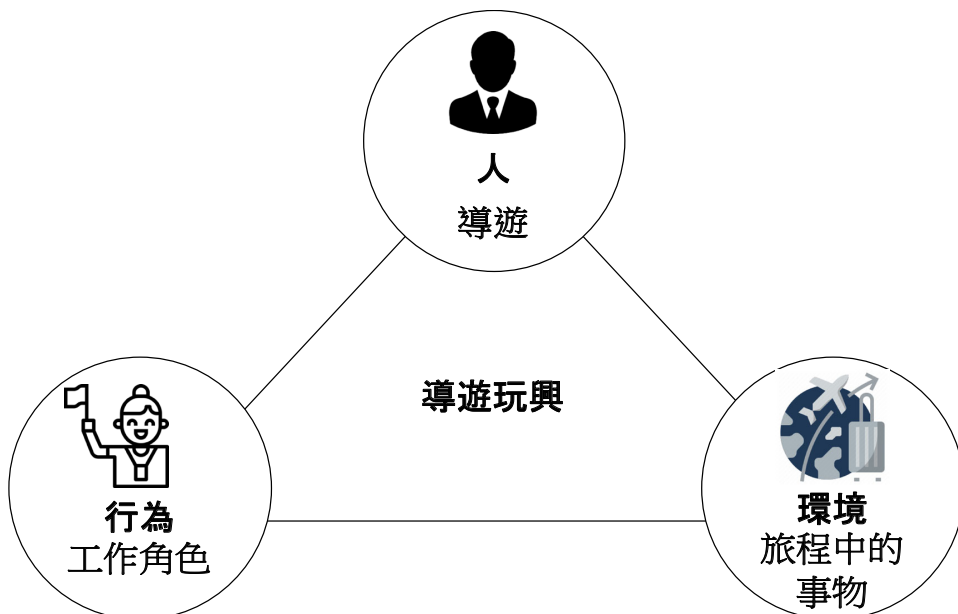 人
導遊
導遊玩興
行為
工作角色
環境
旅程中的
事物